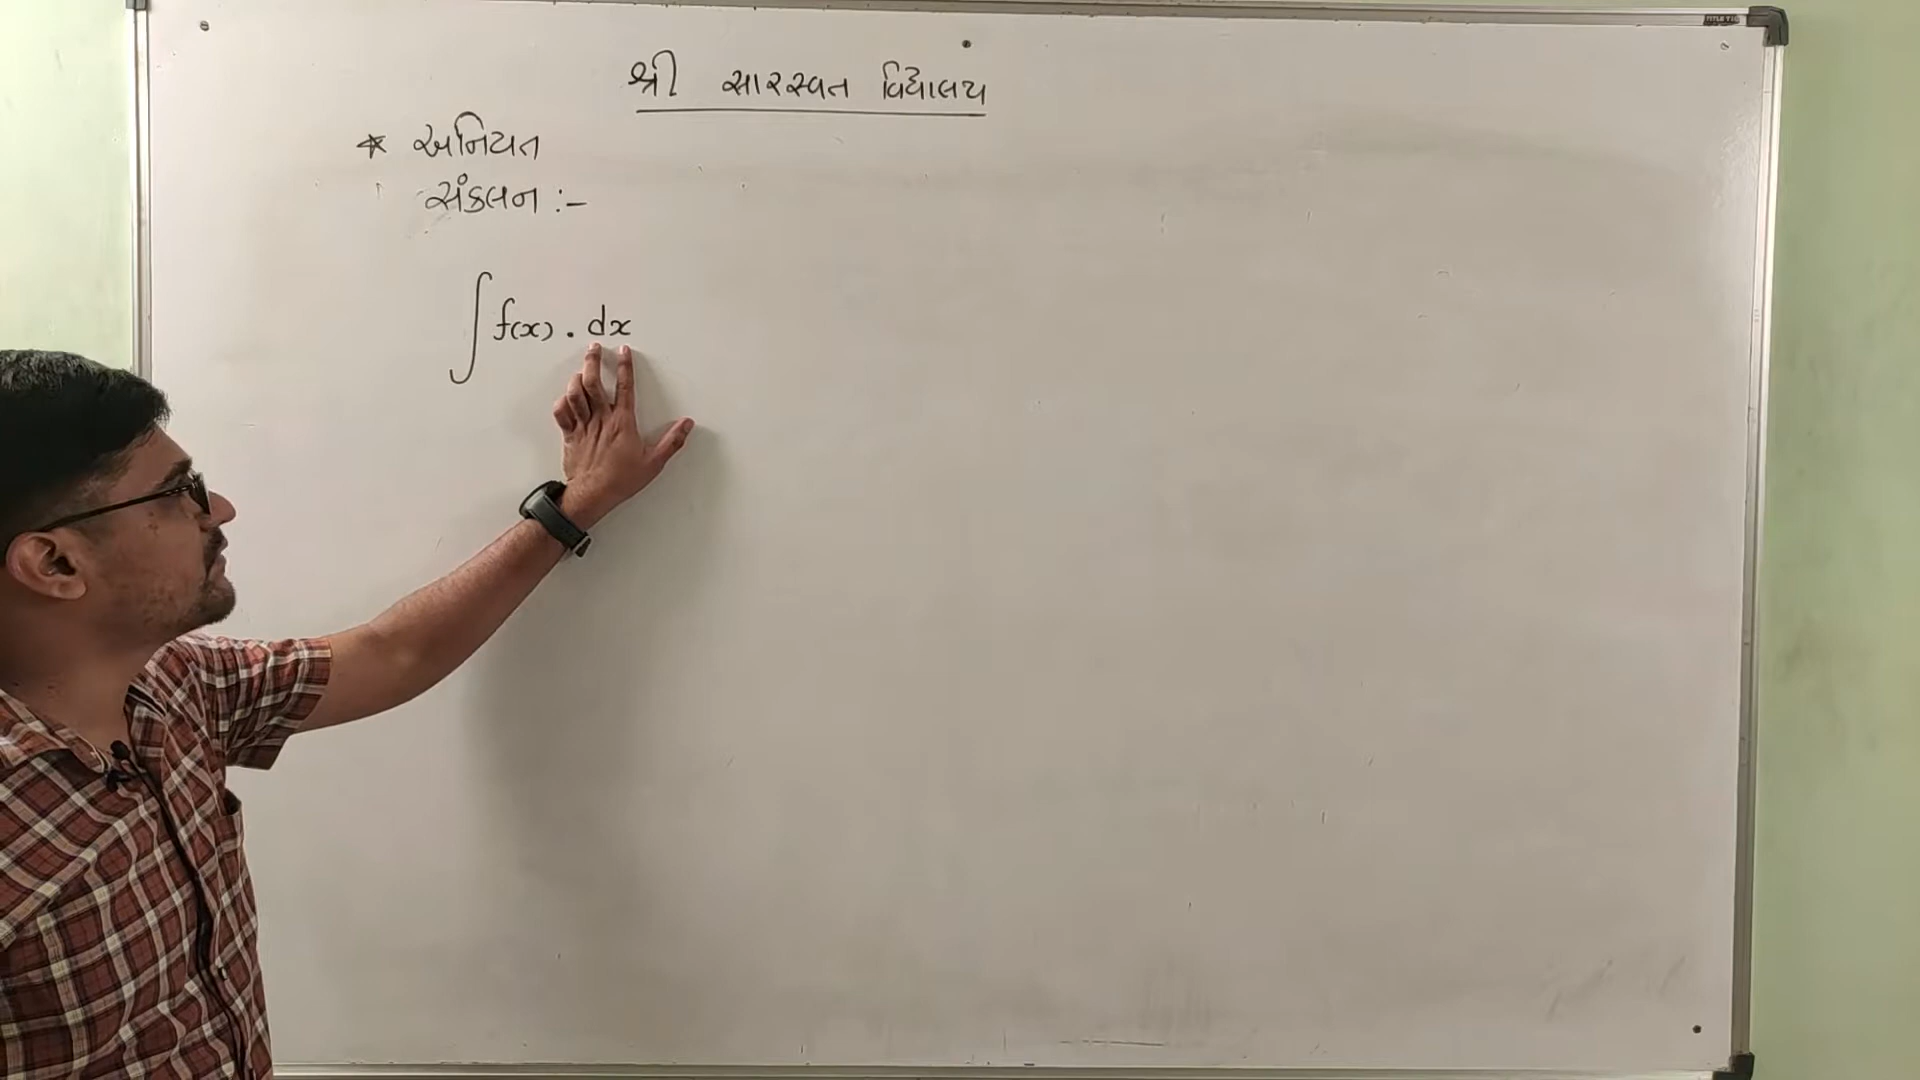 શ્રી સારસ્વત વિદ્યાલય
* અનિયત
સંકલન :-
∫ f(x) . dx